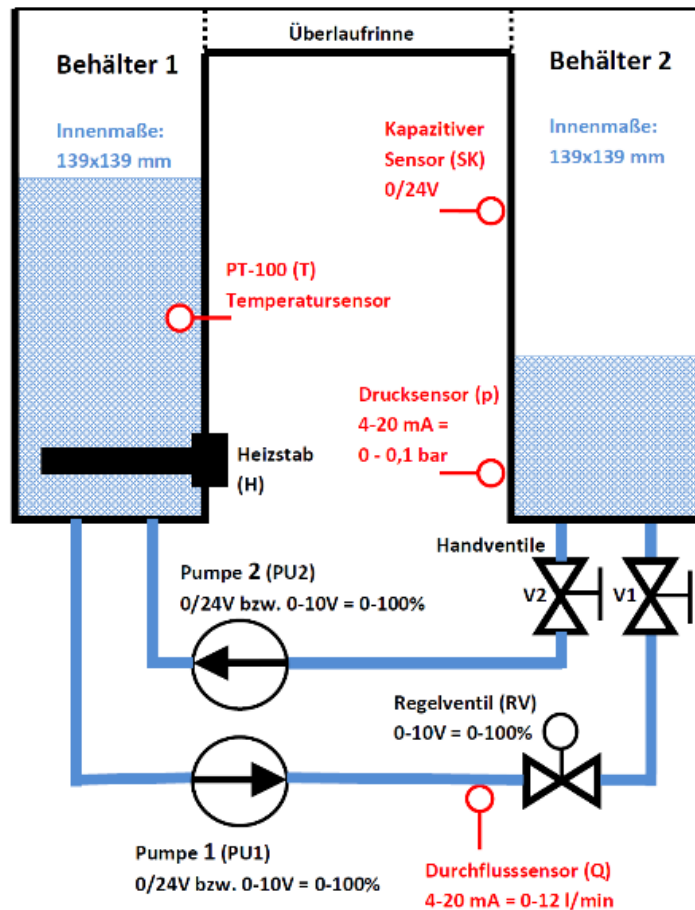 Überlaufrinne
Behälter 1
Innenmaße:
139x139 mm
Behälter 2
Innenmaße:
139x139 mm
Kapazitiver
Sensor (SK)
0/24V
PT-100 (T)
Temperatursensor
Drucksensor (p)
4-20 mA =
0 - 0,1 bar
Heizstab
(H)
Handventile
V2
V1
Pumpe 2 (PU2)
0/24V bzw. 0-10V = 0-100%
Regelventil (RV)
0-10V = 0-100%
Pumpe 1 (PU1)
0/24V bzw. 0-10V = 0-100%
Durchflusssensor (Q)
4-20 mA = 0-12 l/min